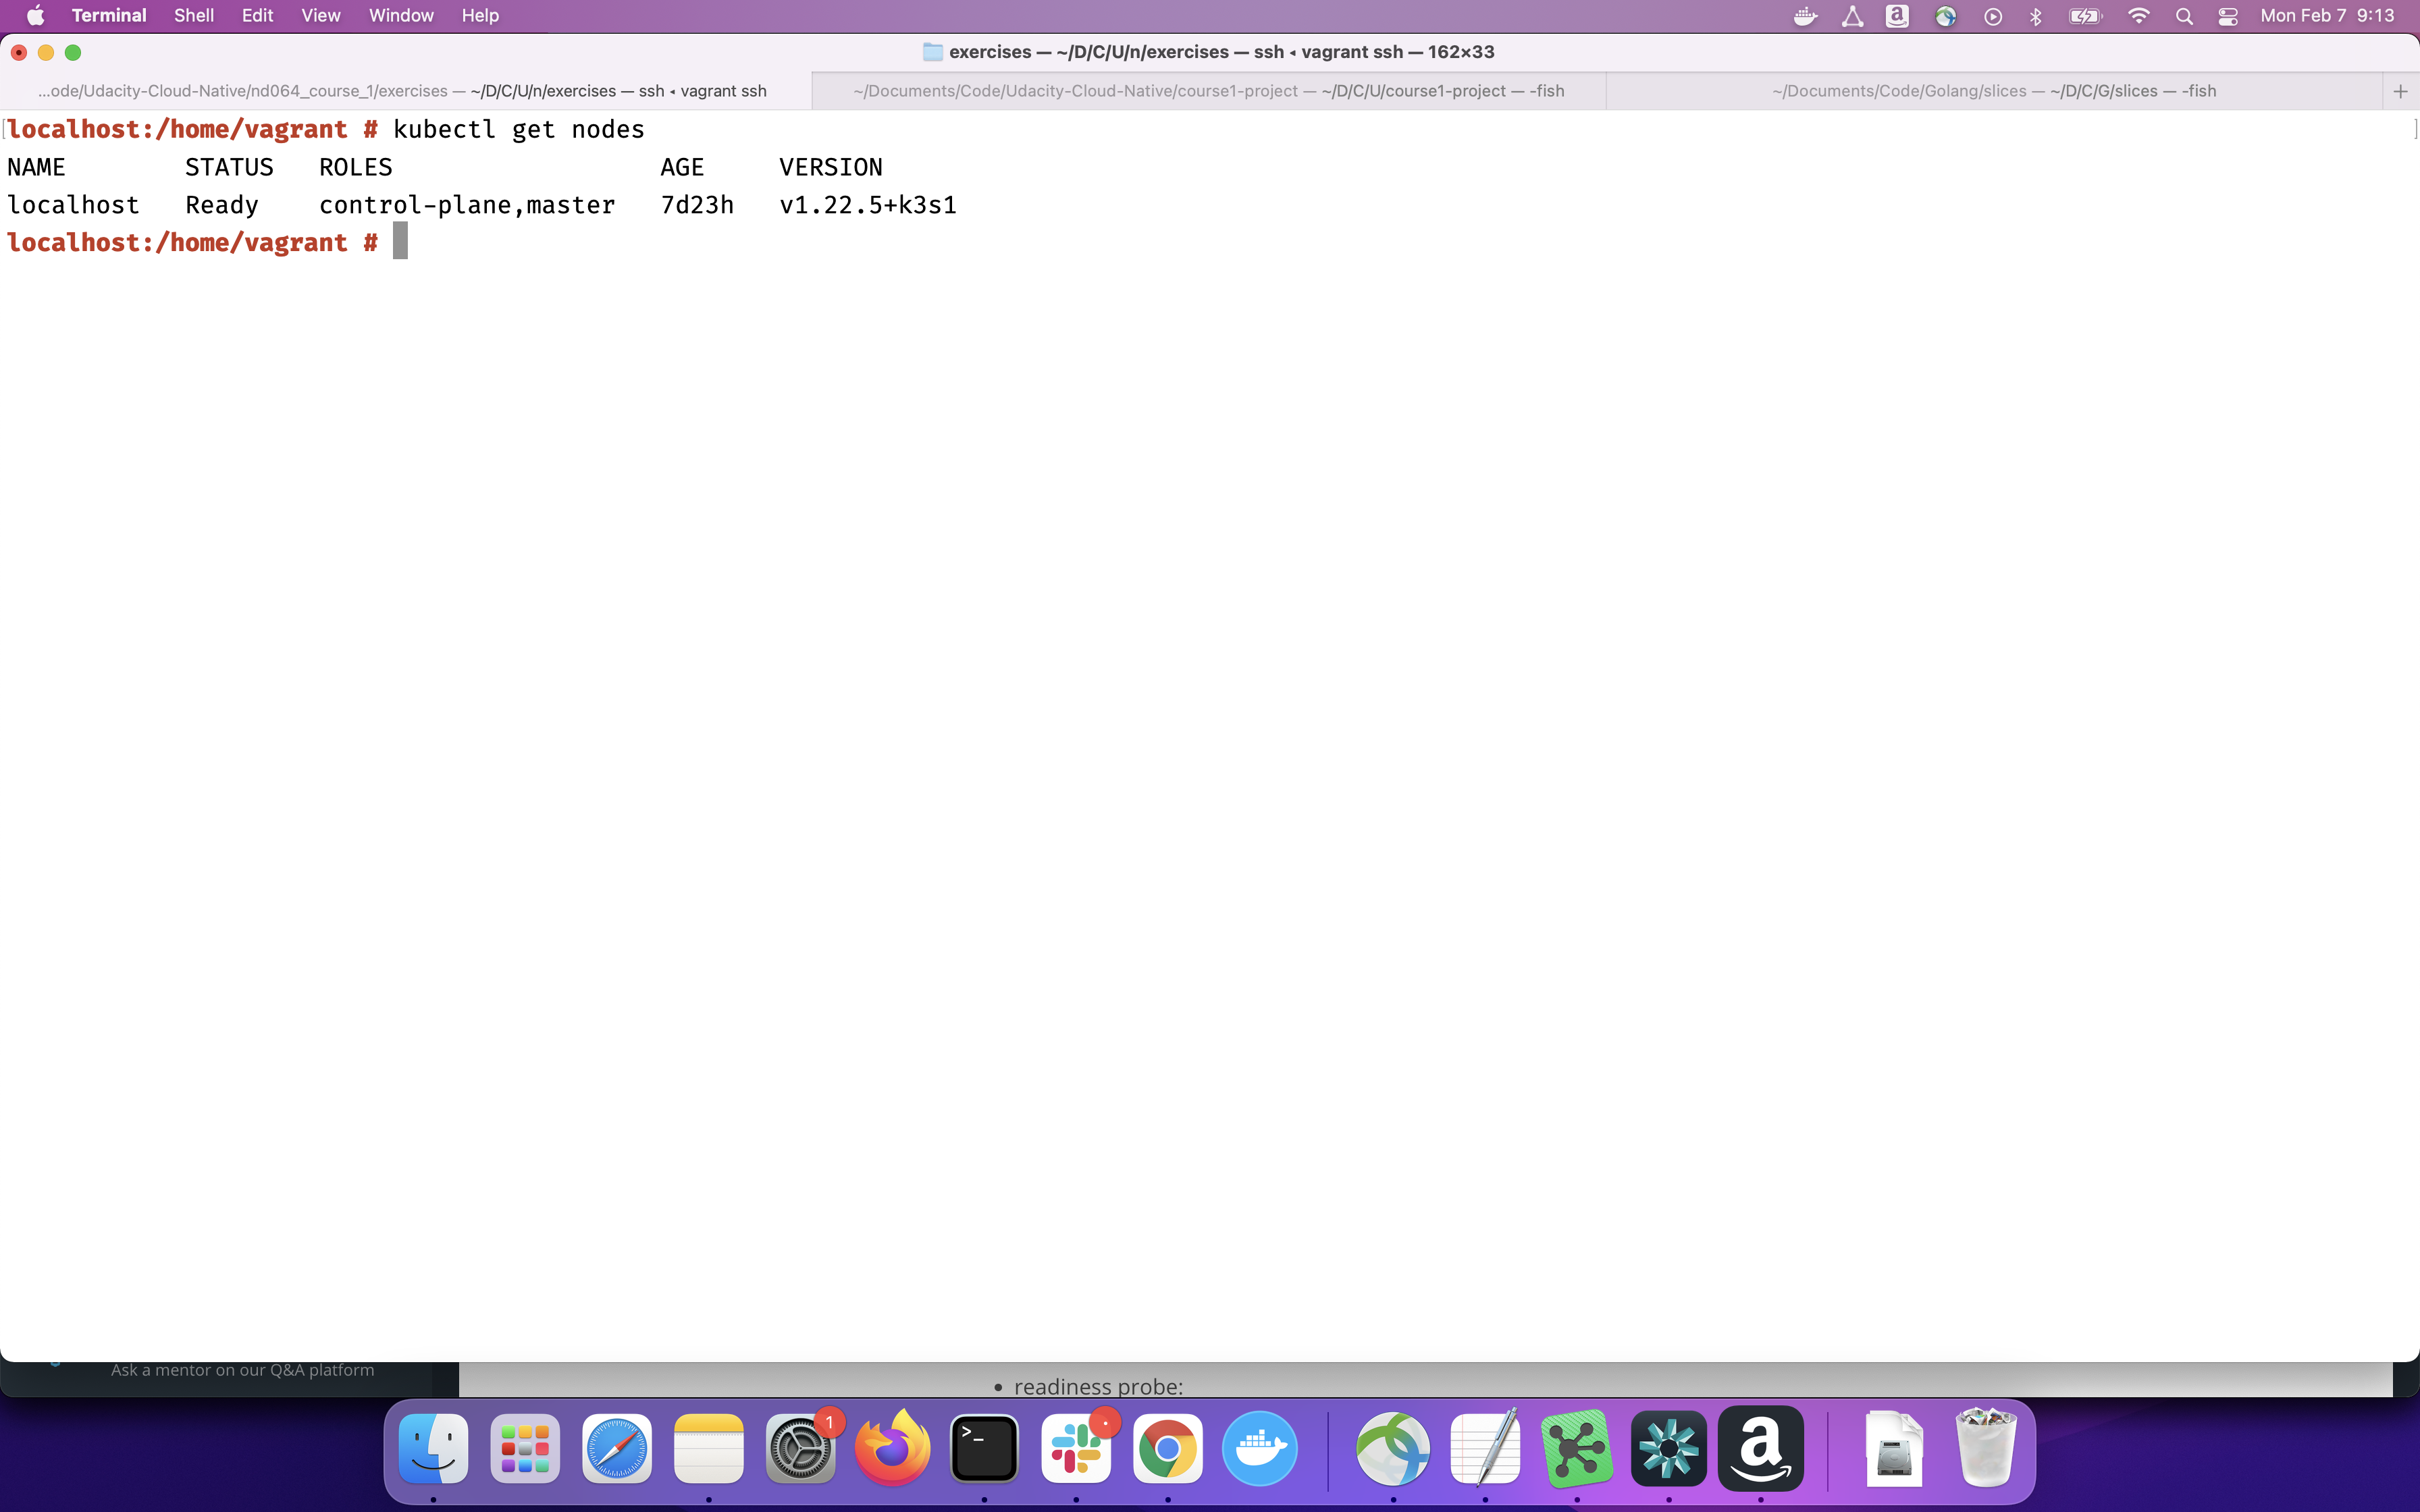 Terminal Shell Edit View Window Help Mon Feb 7 9:13
exercises — ~/D/C/U/n/exercises — ssh ◂ vagrant ssh — 162×33
...ode/Udacity-Cloud-Native/nd064_course_1/exercises — ~/D/C/U/n/exercises — ssh ◂ vagrant ssh ~/Documents/Code/Udacity-Cloud-Native/course1-project — ~/D/C/U/course1-project — -fish ~/Documents/Code/Golang/slices — ~/D/C/G/slices — -fish +
[localhost:/home/vagrant # kubectl get nodes ]
NAME STATUS ROLES AGE VERSION
localhost Ready control-plane,master 7d23h v1.22.5+k3s1
localhost:/home/vagrant #
Ask a mentor on our Q&A platform
• readiness probe:
1
>_
a